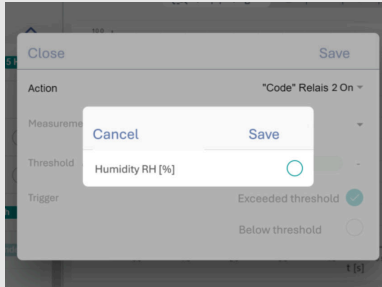 Close Save
Action "Code" Relais 2 On
Measureme
Cancel Save
Humidity RH [%]
Threshold
Trigger Exceeded threshold
Below threshold
t [s]